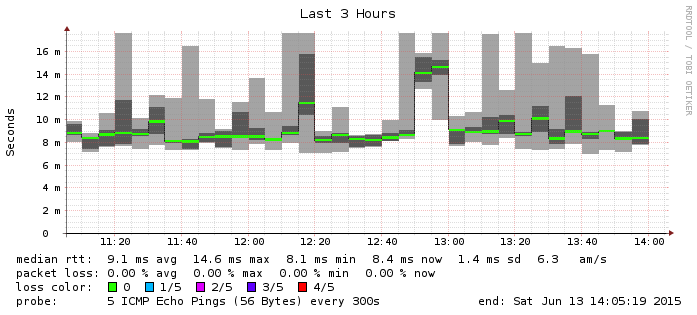 Last 3 Hours
RRDTOOL / TOBI OETIKER
Seconds
16 m
14 m
12 m
10 m
8 m
6 m
4 m
2 m
0
11:20 11:40 12:00 12:20 12:40 13:00 13:20 13:40 14:00
median rtt: 9.1 ms avg 14.6 ms max 8.1 ms min 8.4 ms now 1.4 ms sd 6.3 am/s
packet loss: 0.00 % avg 0.00 % max 0.00 % min 0.00 % now
loss color: 0 1/5 2/5 3/5 4/5
probe: 5 ICMP Echo Pings (56 Bytes) every 300s end: Sat Jun 13 14:05:19 2015